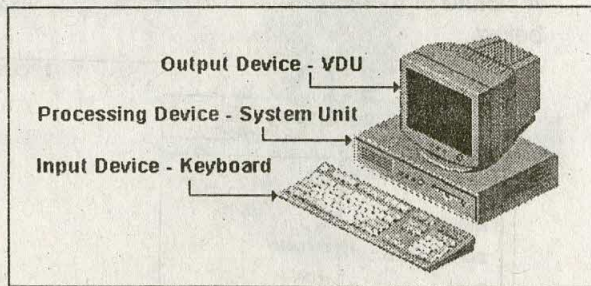 Output Device - VDU
Processing Device - System Unit
Input Device - Keyboard